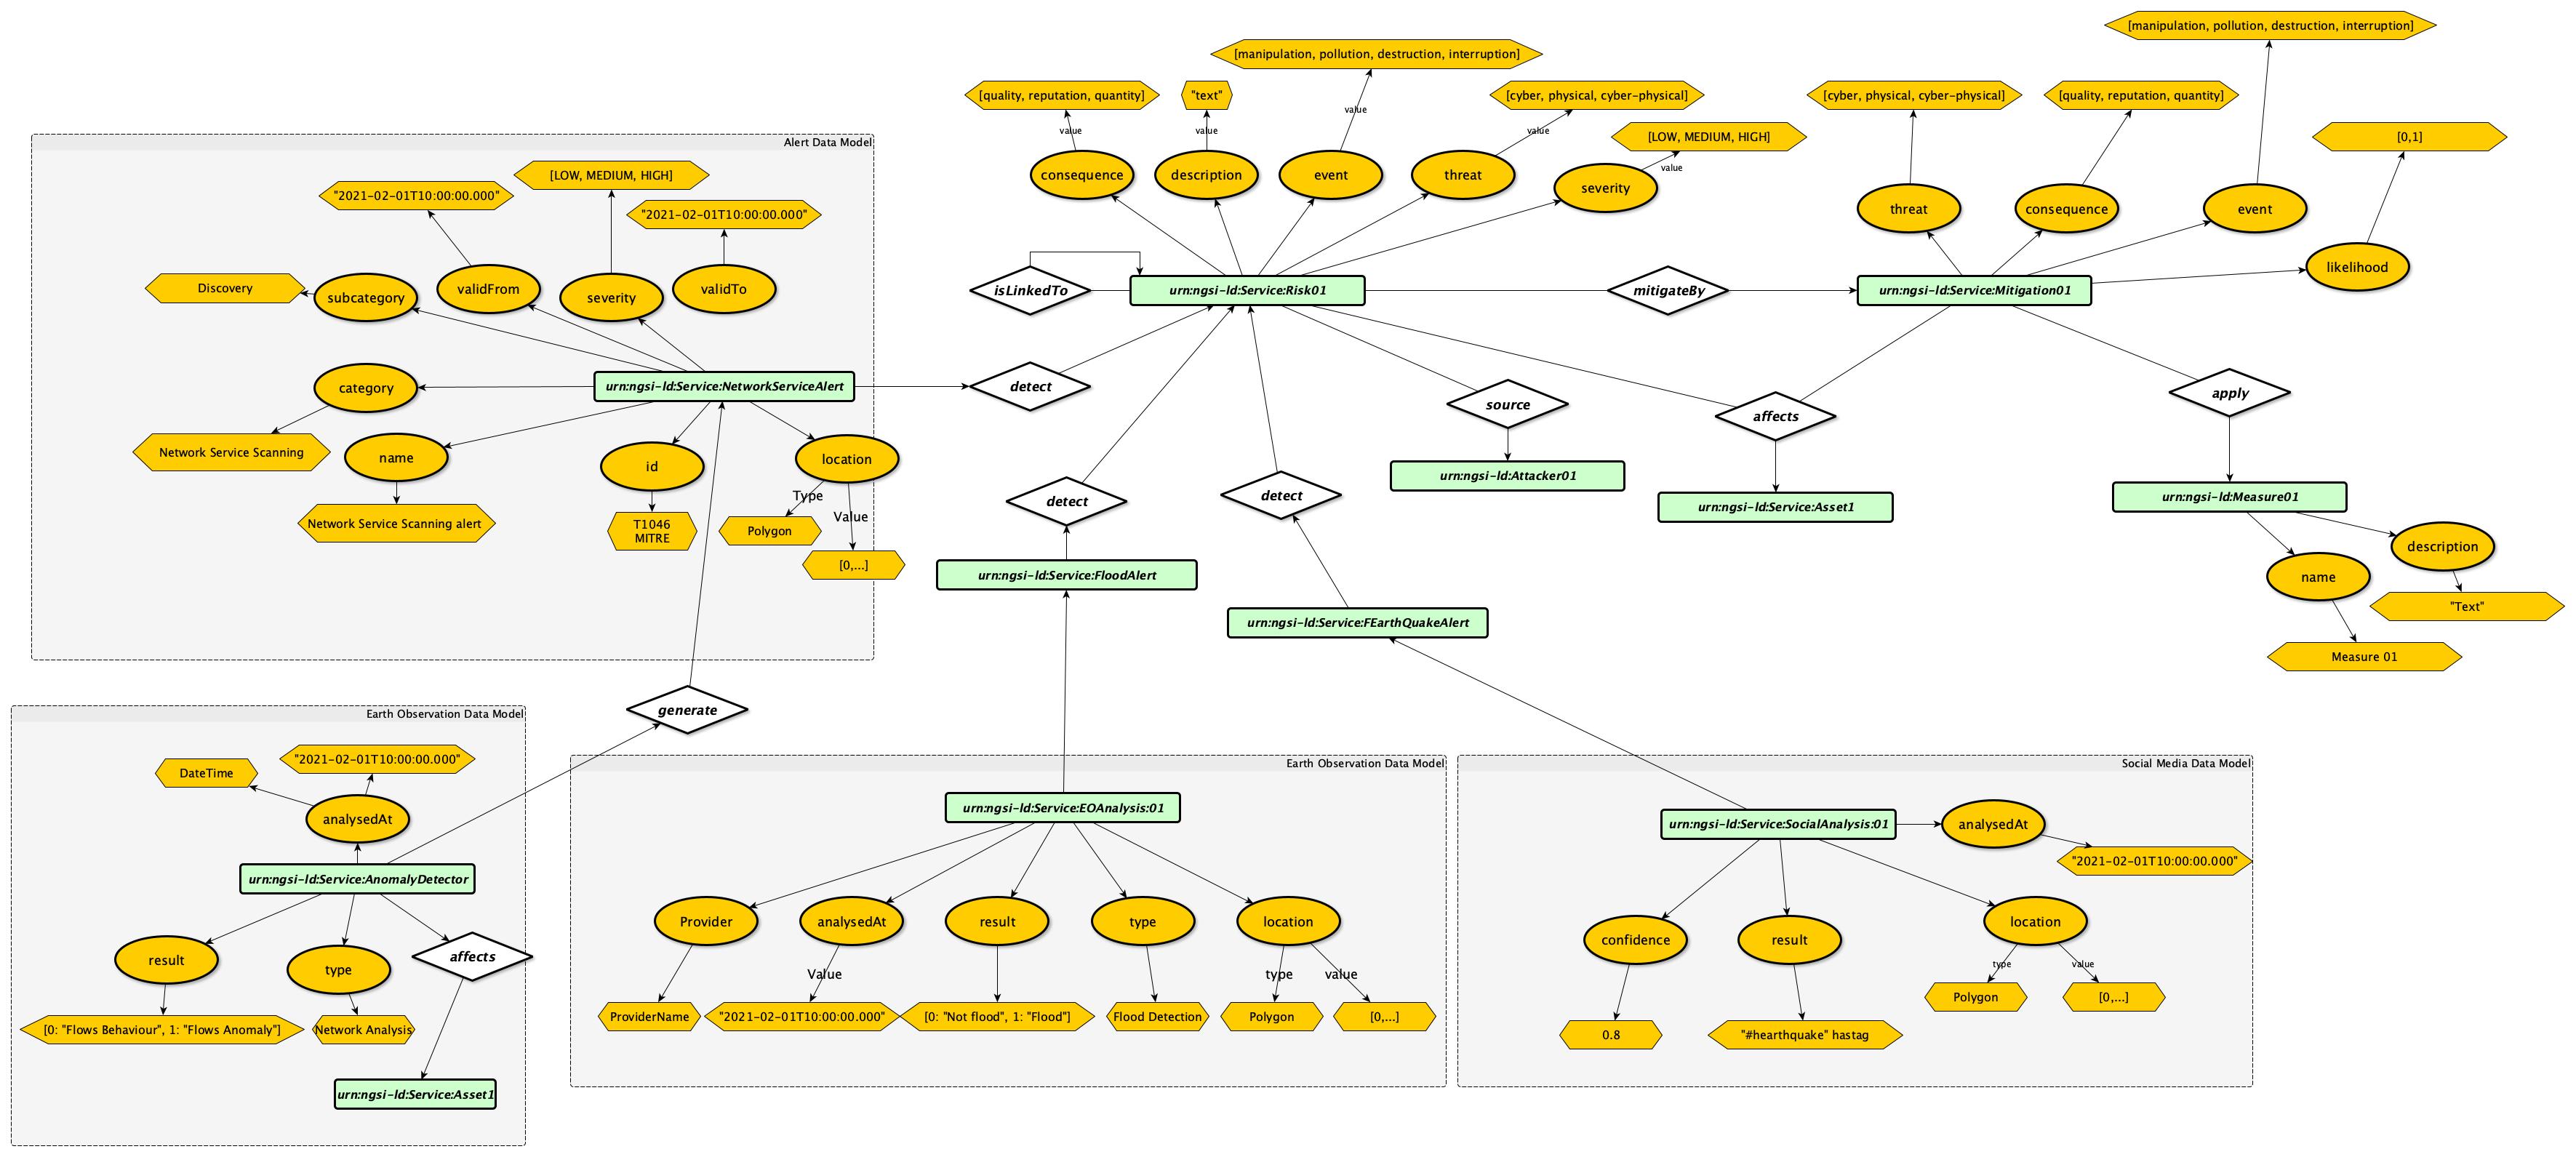 [manipulation, pollution, destruction, interruption]
[manipulation, pollution, destruction, interruption]
[quality, reputation, quantity]
"text"
[cyber, physical, cyber-physical]
[cyber, physical, cyber-physical]
[quality, reputation, quantity]
value
value
value
value
[LOW, MEDIUM, HIGH]
[0,1]
value
consequence
description
event
threat
severity
threat
consequence
event
likelihood
Alert Data Model
[LOW, MEDIUM, HIGH]
"2021-02-01T10:00:00.000"
"2021-02-01T10:00:00.000"
Discovery
subcategory
validFrom
severity
validTo
isLinkedTo
urn:ngsi-ld:Service:Risk01
mitigateBy
urn:ngsi-ld:Service:Mitigation01
category
urn:ngsi-ld:Service:NetworkServiceAlert
detect
source
affects
apply
Network Service Scanning
name
id
location
Type
Value
Network Service Scanning alert
T1046
MITRE
Polygon
[0,...]
detect
detect
urn:ngsi-ld:Attacker01
urn:ngsi-ld:Service:Asset1
urn:ngsi-ld:Measure01
description
name
"Text"
Measure 01
urn:ngsi-ld:Service:FloodAlert
urn:ngsi-ld:Service:FEarthQuakeAlert
generate
Earth Observation Data Model
DateTime
"2021-02-01T10:00:00.000"
analysedAt
urn:ngsi-ld:Service:AnomalyDetector
result
type
affects
[0: "Flows Behaviour", 1: "Flows Anomaly"]
Network Analysis
urn:ngsi-ld:Service:Asset1
Earth Observation Data Model
urn:ngsi-ld:Service:EOAnalysis:01
Provider
analysedAt
result
type
location
Value
type
value
ProviderName
"2021-02-01T10:00:00.000"
[0: "Not flood", 1: "Flood"]
Flood Detection
Polygon
[0,...]
Social Media Data Model
urn:ngsi-ld:Service:SocialAnalysis:01
analysedAt
"2021-02-01T10:00:00.000"
confidence
result
location
type
value
Polygon
[0,...]
0.8
"#hearthquake" hastag